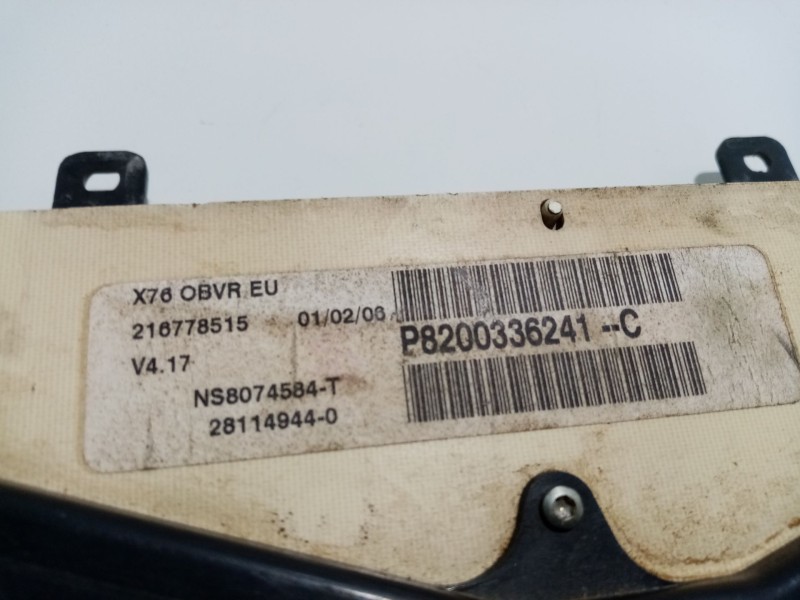 X76 OBVR EU
216778515 01/02/06
V4.17
P8200336241 --C
NS8074584-T
28114944-0